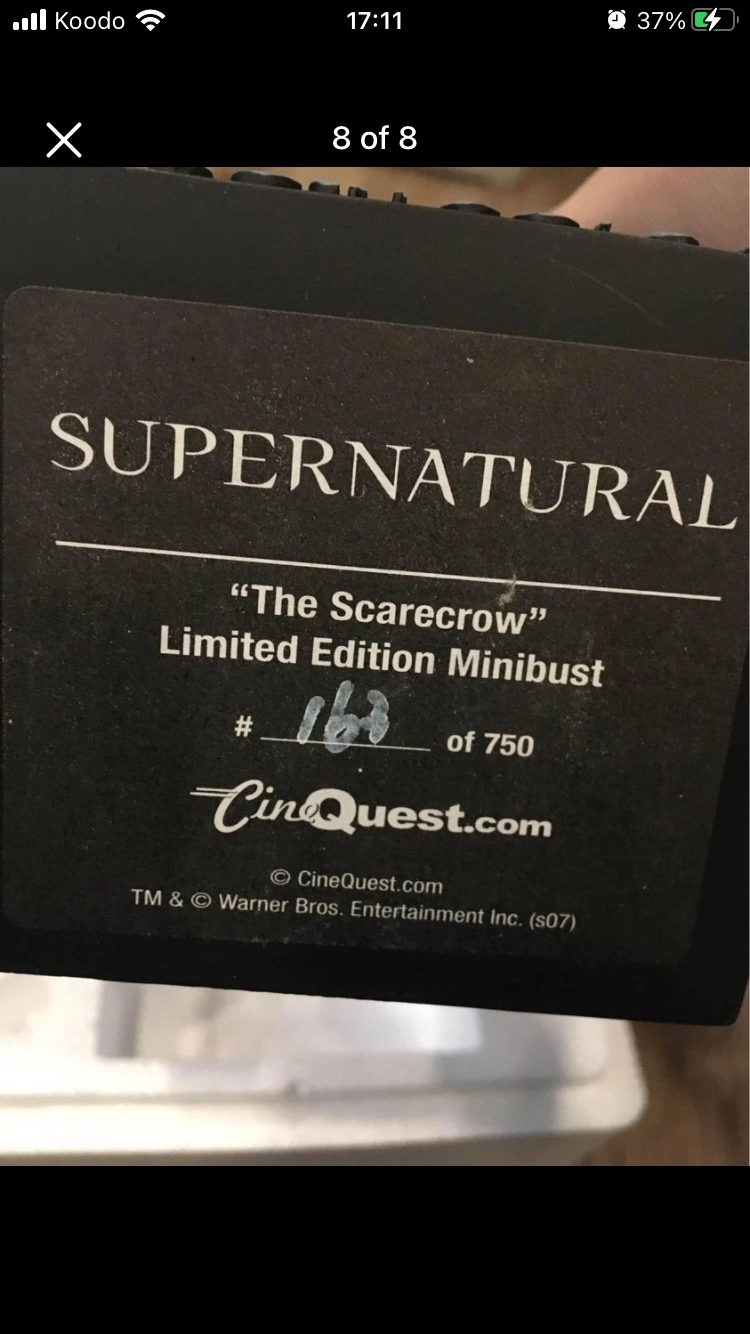 Koodo 17:11 37%
8 of 8
SUPERNATURAL
“The Scarecrow”
Limited Edition Minibust
# of 750
CineQuest.com
© CineQuest.com
TM & © Warner Bros. Entertainment Inc. (s07)